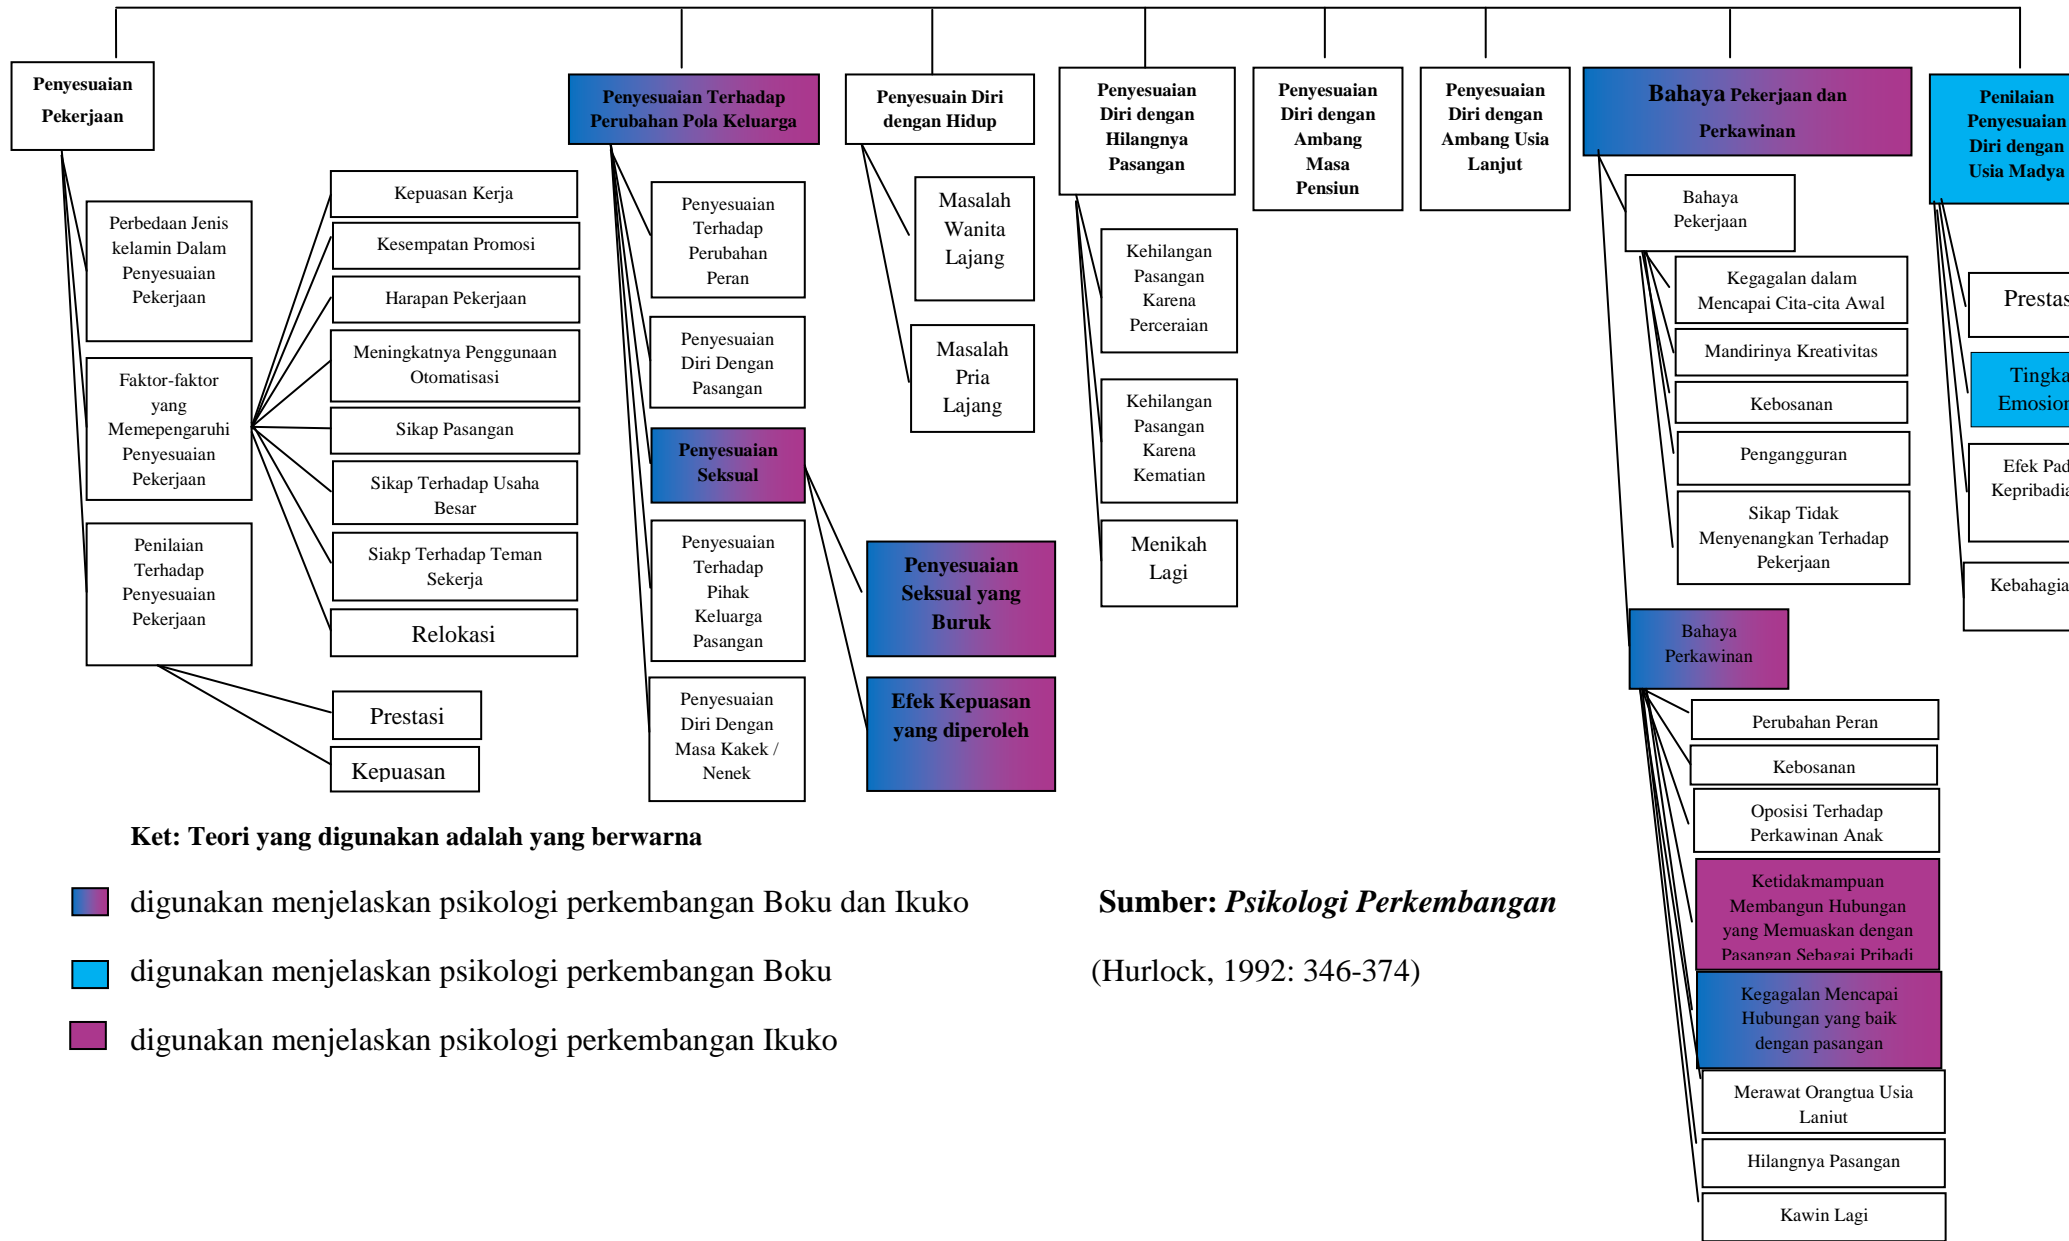 Penyesuaian
Pekerjaan
Perbedaan Jenis
kelamin Dalam
Penyesuaian
Pekerjaan
Faktor-faktor
yang
Memepengaruhi
Penyesuaian
Pekerjaan
Penilaian
Terhadap
Penyesuaian
Pekerjaan
Kepuasan Kerja
Kesempatan Promosi
Harapan Pekerjaan
Meningkatnya Penggunaan
Otomatisasi
Sikap Pasangan
Sikap Terhadap Usaha
Besar
Siakp Terhadap Teman
Sekerja
Relokasi
Prestasi
Kepuasan
Penyesuaian Terhadap
Perubahan Pola Keluarga
Penyesuaian
Terhadap
Perubahan
Peran
Penyesuaian
Diri Dengan
Pasangan
Penyesuaian
Seksual
Penyesuaian
Terhadap
Pihak
Keluarga
Pasangan
Penyesuaian
Diri Dengan
Masa Kakek /
Nenek
Penyesuaian
Seksual yang
Buruk
Efek Kepuasan
yang diperoleh
Penyesuain Diri
dengan Hidup
Masalah
Wanita
Lajang
Masalah
Pria
Lajang
Penyesuaian
Diri dengan
Hilangnya
Pasangan
Kehilangan
Pasangan
Karena
Perceraian
Kehilangan
Pasangan
Karena
Kematian
Menikah
Lagi
Penyesuaian
Diri dengan
Ambang
Masa
Pensiun
Penyesuaian
Diri dengan
Ambang Usia
Lanjut
Bahaya Pekerjaan dan
Perkawinan
Bahaya
Pekerjaan
Kegagalan dalam
Mencapai Cita-cita Awal
Mandirinya Kreativitas
Kebosanan
Pengangguran
Sikap Tidak
Menyenangkan Terhadap
Pekerjaan
Bahaya
Perkawinan
Perubahan Peran
Kebosanan
Oposisi Terhadap
Perkawinan Anak
Ketidakmampuan
Membangun Hubungan
yang Memuaskan dengan
Pasangan Sebagai Pribadi
Kegagalan Mencapai
Hubungan yang baik
dengan pasangan
Merawat Orangtua Usia
Lanjut
Hilangnya Pasangan
Kawin Lagi
Penilaian
Penyesuaian
Diri dengan
Usia Madya
Prestas
Tingka
Emosion
Efek Pad
Kepribadia
Kebahagia
Ket: Teori yang digunakan adalah yang berwarna
digunakan menjelaskan psikologi perkembangan Boku dan Ikuko
digunakan menjelaskan psikologi perkembangan Boku
digunakan menjelaskan psikologi perkembangan Ikuko
Sumber: Psikologi Perkembangan
(Hurlock, 1992: 346-374)